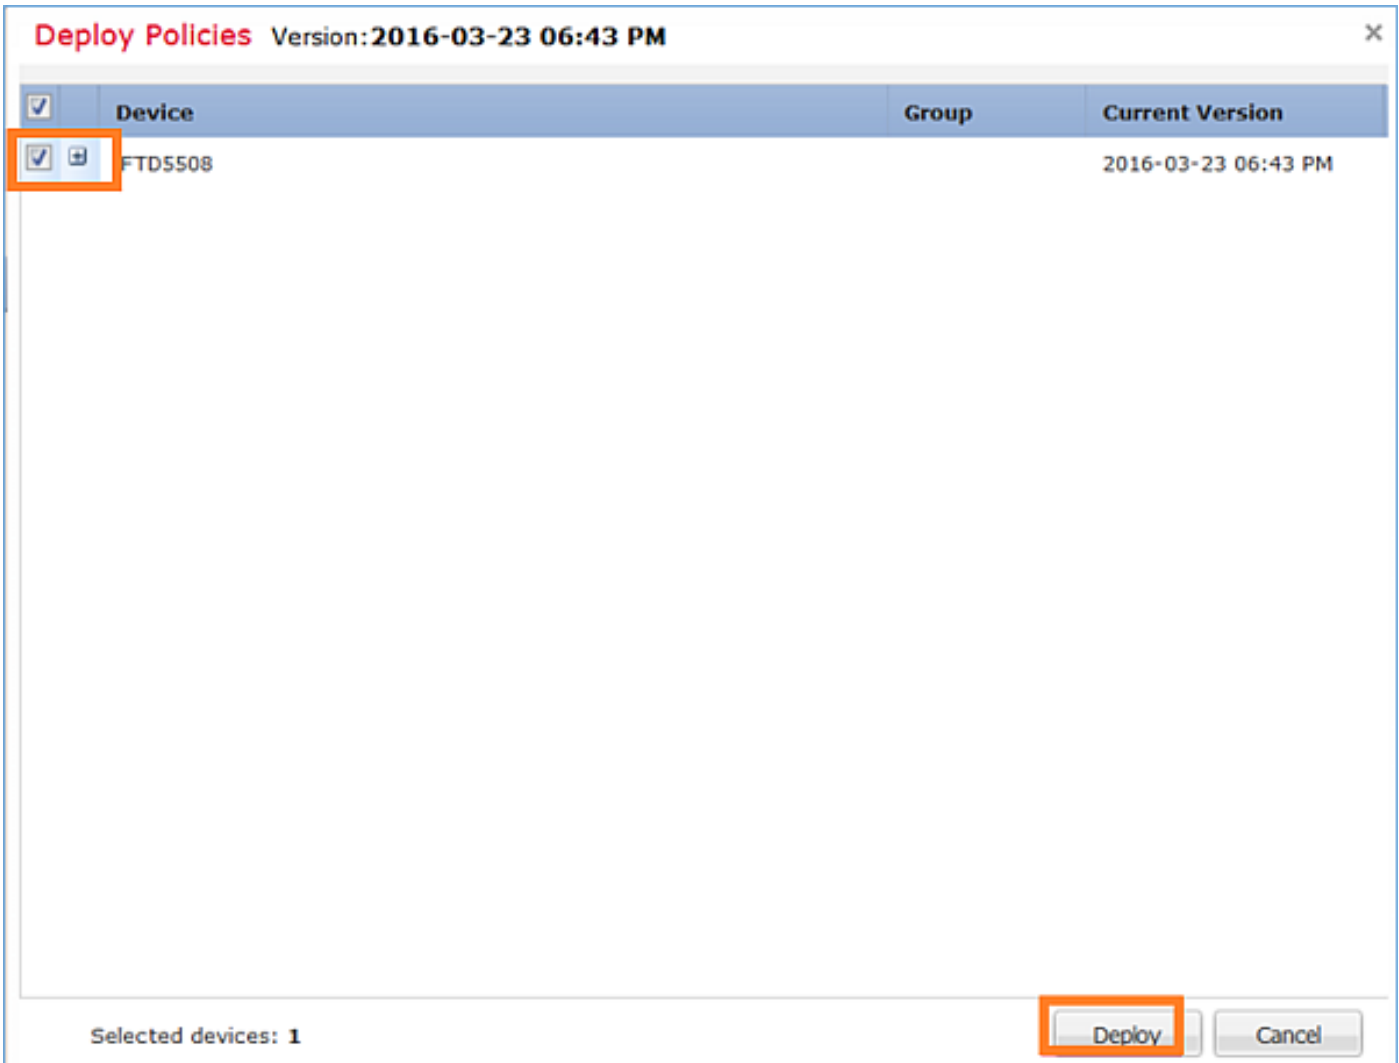 Deploy Policies Version:2016-03-23 06:43 PM
Device Group Current Version
FTD5508 2016-03-23 06:43 PM
Selected devices: 1 Deploy Cancel